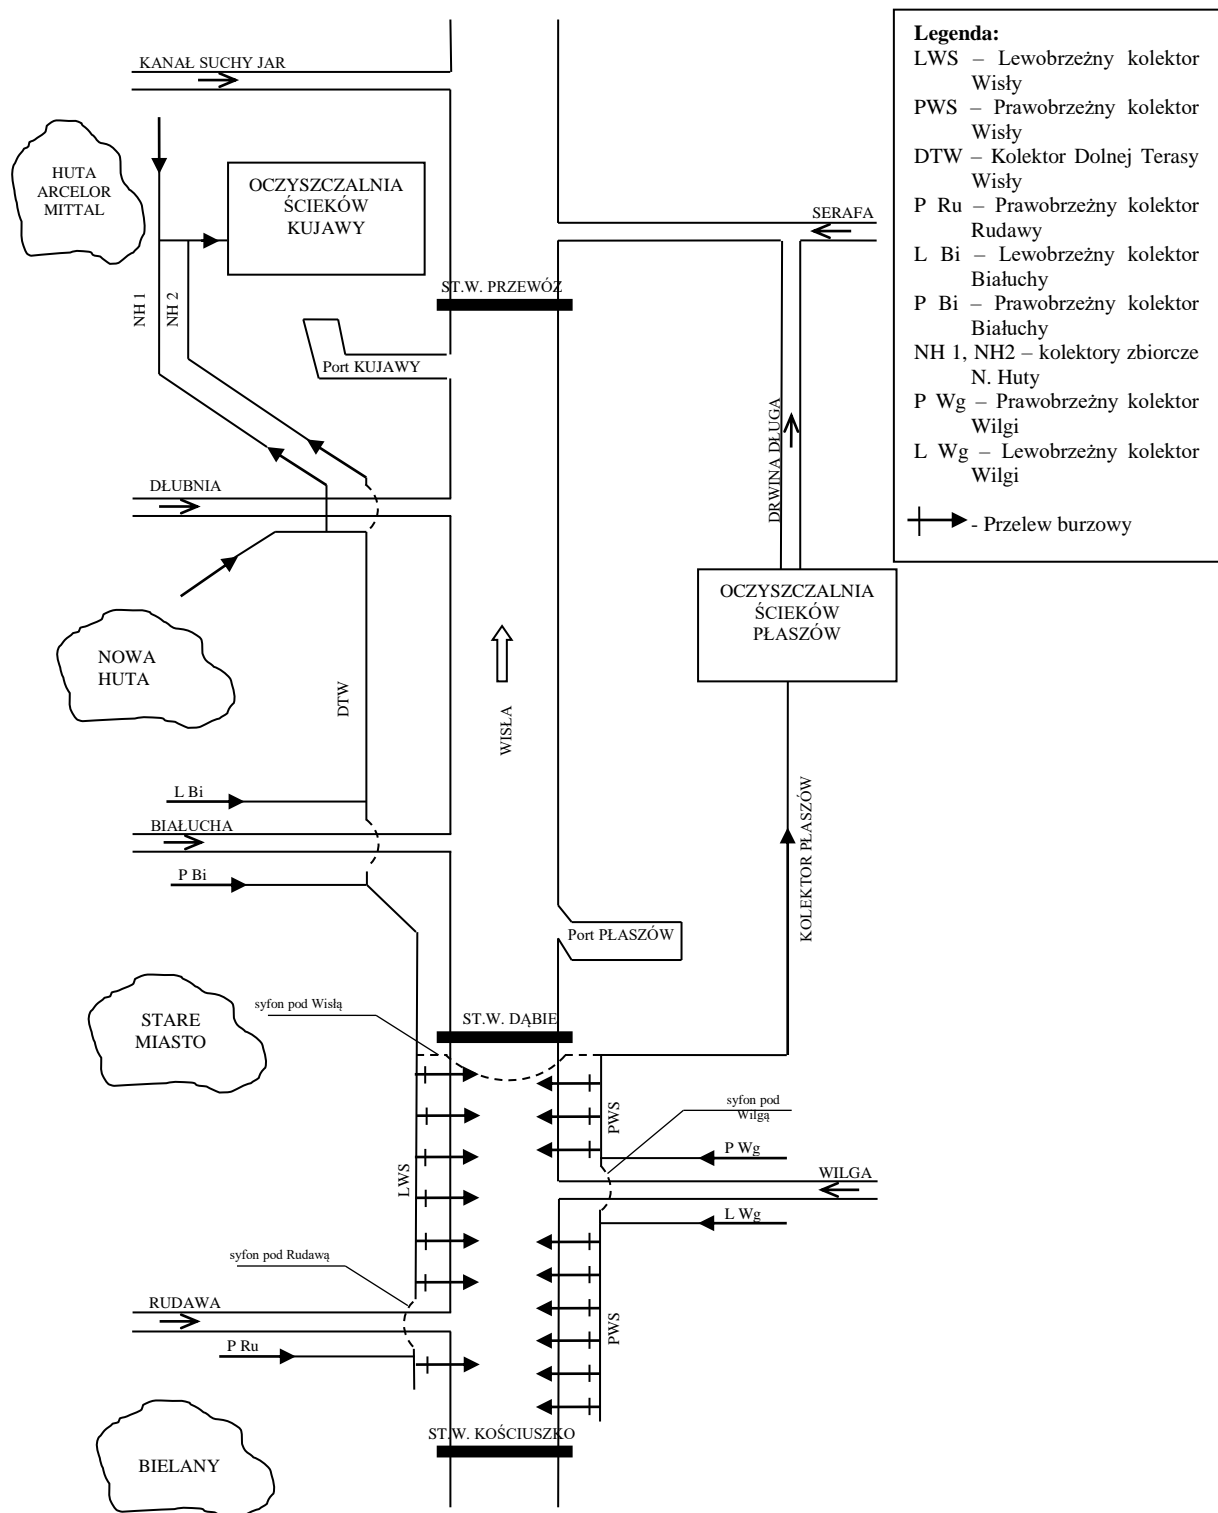 KANAŁ SUCHY JAR
HUTA
ARCELOR
MITTAL
OCZYSZCZALNIA
ŚCIEKÓW
KUJAWY
SERAFA
NH 1
NH 2
ST.W. PRZEWÓZ
Port KUJAWY
DRWINA DŁUGA
DŁUBNIA
OCZYSZCZALNIA
ŚCIEKÓW
PŁASZÓW
NOWA
HUTA
DTW
WISŁA
L Bi
BIAŁUCHA
P Bi
KOLEKTOR PŁASZÓW
Port PŁASZÓW
STARE
MIASTO
syfon pod Wisłą
ST.W. DĄBIE
PWS
syfon pod
Wilgą
P Wg
LWS
WILGA
L Wg
syfon pod Rudawą
RUDAWA
PWS
P Ru
ST.W. KOŚCIUSZKO
BIELANY
Legenda:
LWS – Lewobrzeżny kolektor
Wisły
PWS – Prawobrzeżny kolektor
Wisły
DTW – Kolektor Dolnej Terasy
Wisły
P Ru – Prawobrzeżny kolektor
Rudawy
L Bi – Lewobrzeżny kolektor
Białuchy
P Bi – Prawobrzeżny kolektor
Białuchy
NH 1, NH2 – kolektory zbiorcze
N. Huty
P Wg – Prawobrzeżny kolektor
Wilgi
L Wg – Lewobrzeżny kolektor
Wilgi
- Przelew burzowy